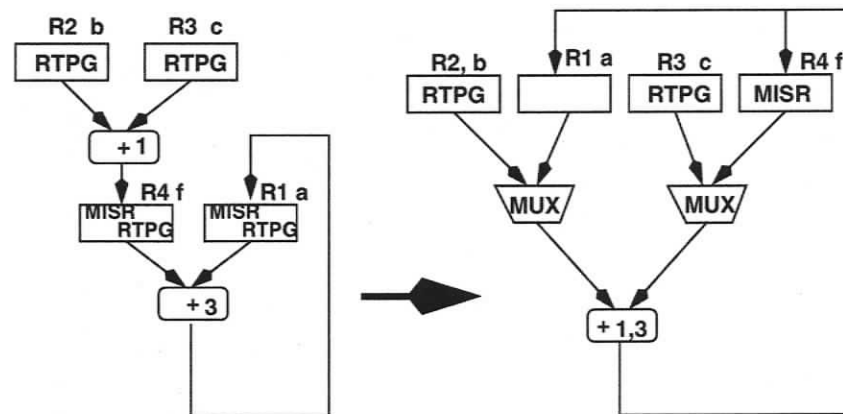 R2 b
R3 c
RTPG
RTPG
+1
R4 f
R1 a
MISR
RTPG
MISR
RTPG
+3
R2, b
R1 a
R3 c
R4 f
RTPG
RTPG
MISR
MUX
MUX
+1,3